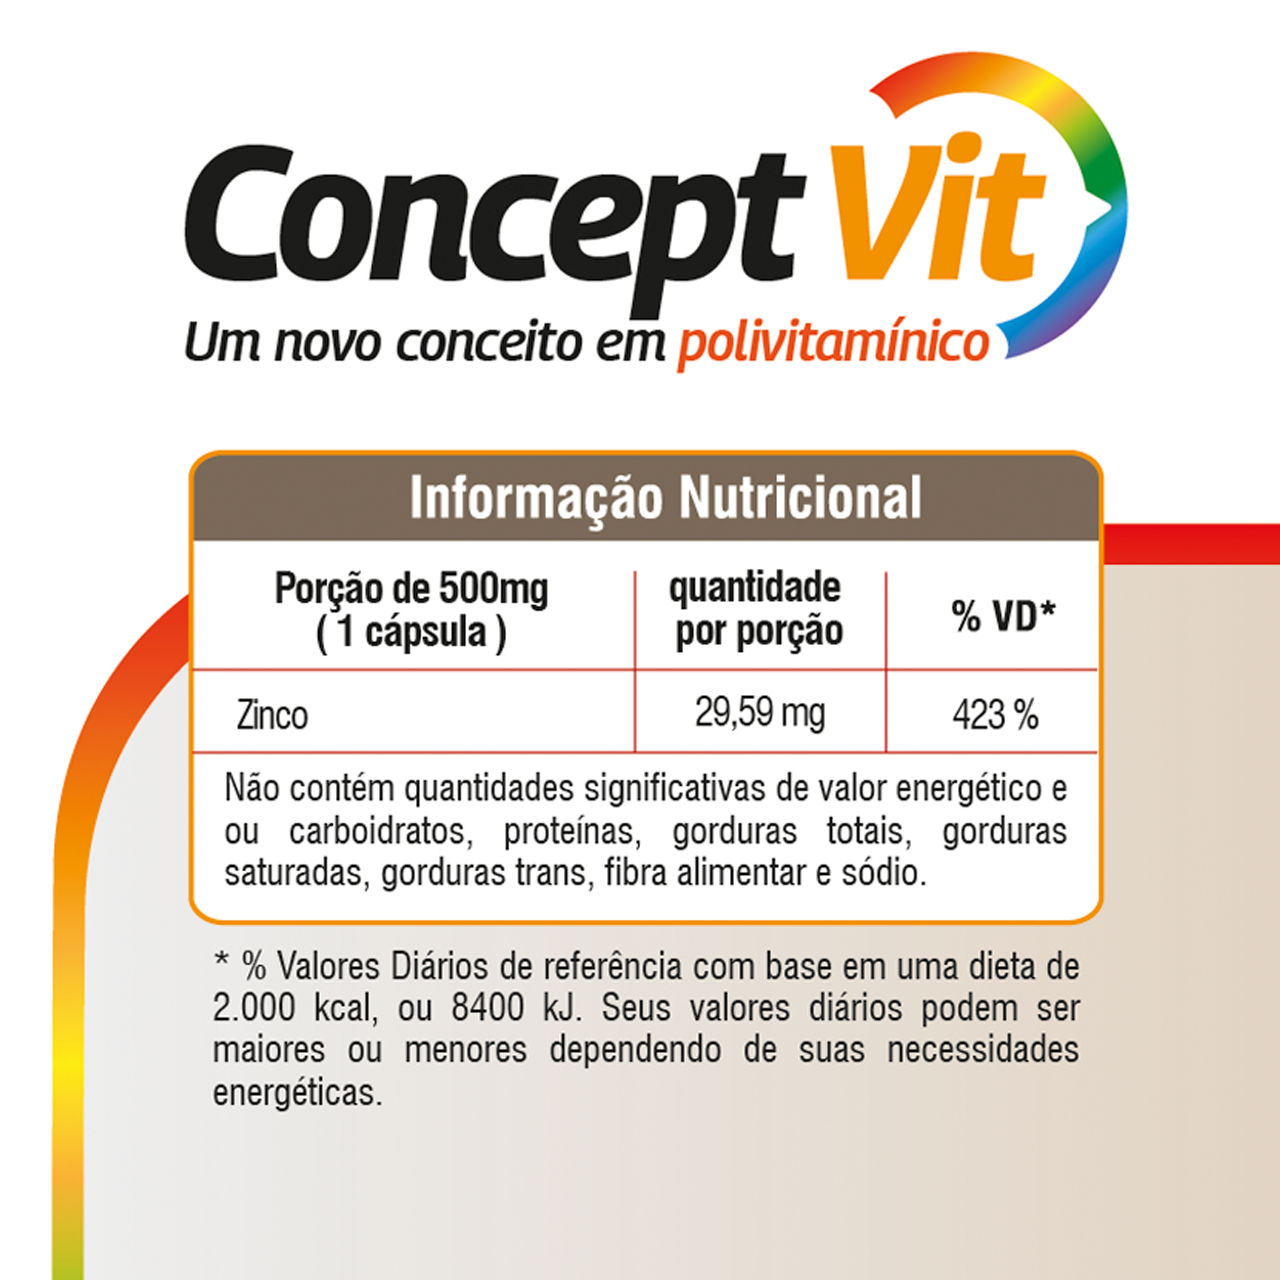 Concept Vit
Um novo conceito em polivitamínico
Informação Nutricional
Porção de 500mg
( 1 cápsula )
quantidade
por porção
% VD*
Zinco
29,59 mg
423 %
Não contém quantidades significativas de valor energético e
ou carboidratos, proteínas, gorduras totais, gorduras
saturadas, gorduras trans, fibra alimentar e sódio.
* % Valores Diários de referência com base em uma dieta de
2.000 kcal, ou 8400 kJ. Seus valores diários podem ser
maiores ou menores dependendo de suas necessidades
energéticas.